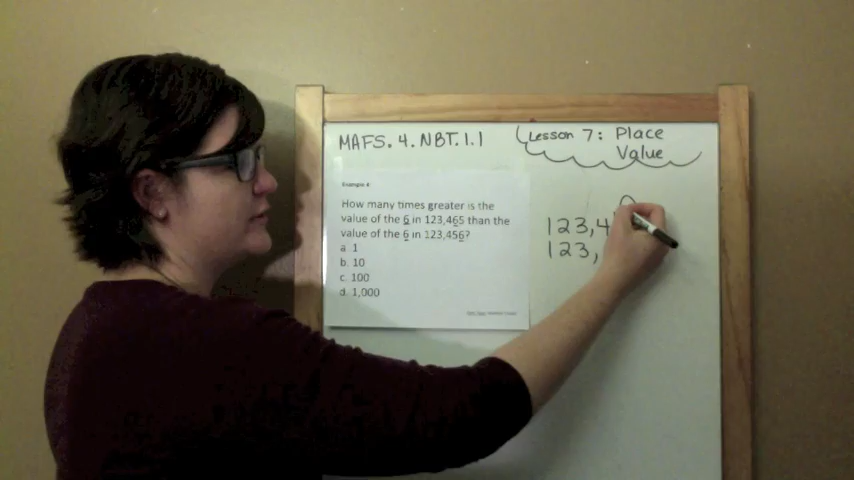 MAFS.4.NBT.1.1
Lesson 7: Place
Value
How many times greater is the
value of the 6 in 123,465 than the
value of the 6 in 123,456?
a. 1
b. 10
c. 100
d. 1,000
123,4
123,